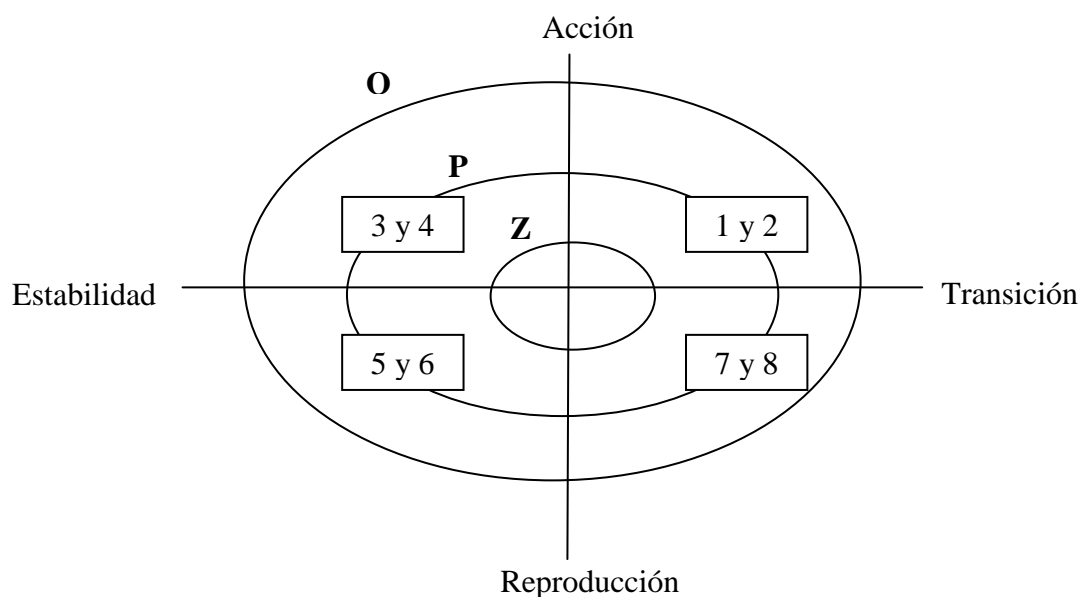 Acción
O
P
3 y 4
Z
1 y 2
Estabilidad
Transición
5 y 6
7 y 8
Reproducción